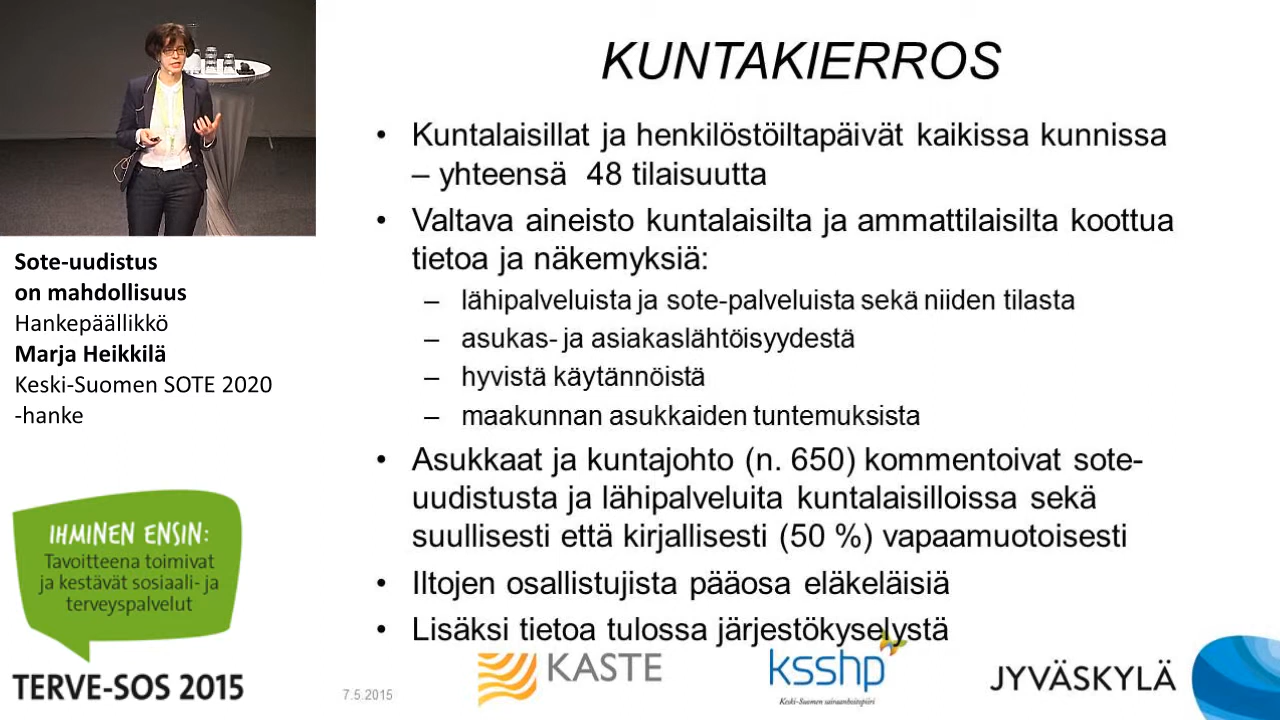 Sote-uudistus
on mahdollisuus
Hankepäällikkö
Marja Heikkilä
Keski-Suomen SOTE 2020
-hanke
IHMINEN ENSIN:
Tavoitteena toimivat
ja kestävät sosiaali- ja
terveyspalvelut
TERVE-SOS 2015
KUNTAKIERROS
• Kuntalaisillat ja henkilöstöiltapäivät kaikissa kunnissa
– yhteensä 48 tilaisuutta
• Valtava aineisto kuntalaisilta ja ammattilaisilta koottua
tietoa ja näkemyksiä:
– lähipalveluista ja sote-palveluista sekä niiden tilasta
– asukas- ja asiakaslähtöisyydestä
– hyvistä käytännöistä
– maakunnan asukkaiden tuntemuksista
• Asukkaat ja kuntajohto (n. 650) kommentoivat sote-
uudistusta ja lähipalveluita kuntalaisilloissa sekä
suullisesti että kirjallisesti (50 %) vapaamuotoisesti
• Iltojen osallistujista pääosa eläkeläisiä
• Lisäksi tietoa tulossa järjestökyselystä
7.5.2015
KASTE
ksshp
Keski-Suomen sairaanhoitopiiri
JYVÄSKYLÄ